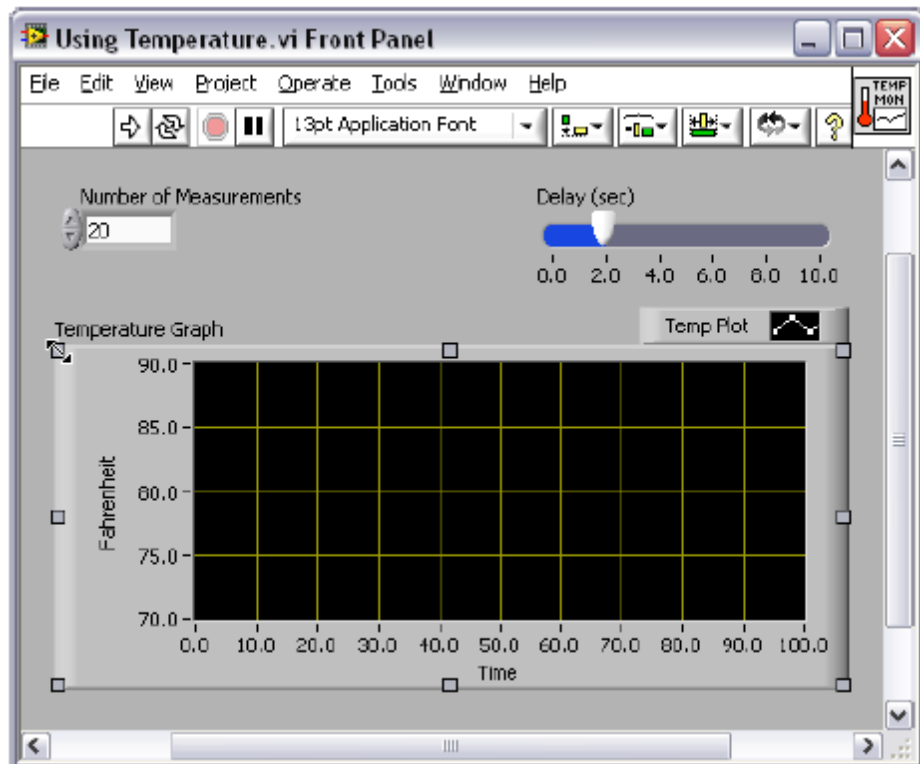 Using Temperature.vi Front Panel
File Edit View Project Operate Tools Window Help
TEMP
MON
13pt Application Font
?
Number of Measurements
20
Delay (sec)
0.0 2.0 4.0 6.0 8.0 10.0
Temperature Graph
Temp Plot
90.0
85.0
80.0
75.0
70.0
Fahrenheit
0.0 10.0 20.0 30.0 40.0 50.0 60.0 70.0 80.0 90.0 100.0
Time